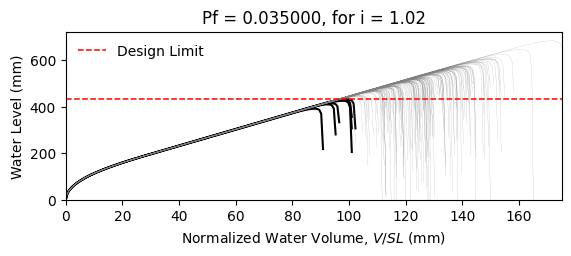 Pf = 0.035000, for i = 1.02
Design Limit
Water Level (mm)
600
400
200
0
0 20 40 60 80 100 120 140 160
Normalized Water Volume, V/SL (mm)